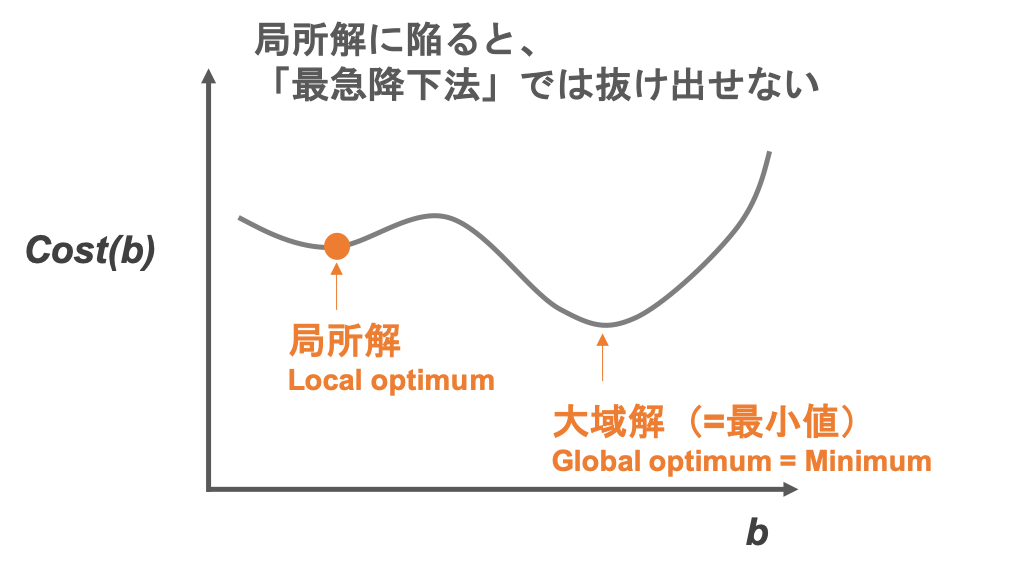 局所解に陥ると、
「最急降下法」では抜け出せない
Cost(b)
局所解
Local optimum
大域解（=最小値）
Global optimum = Minimum
b